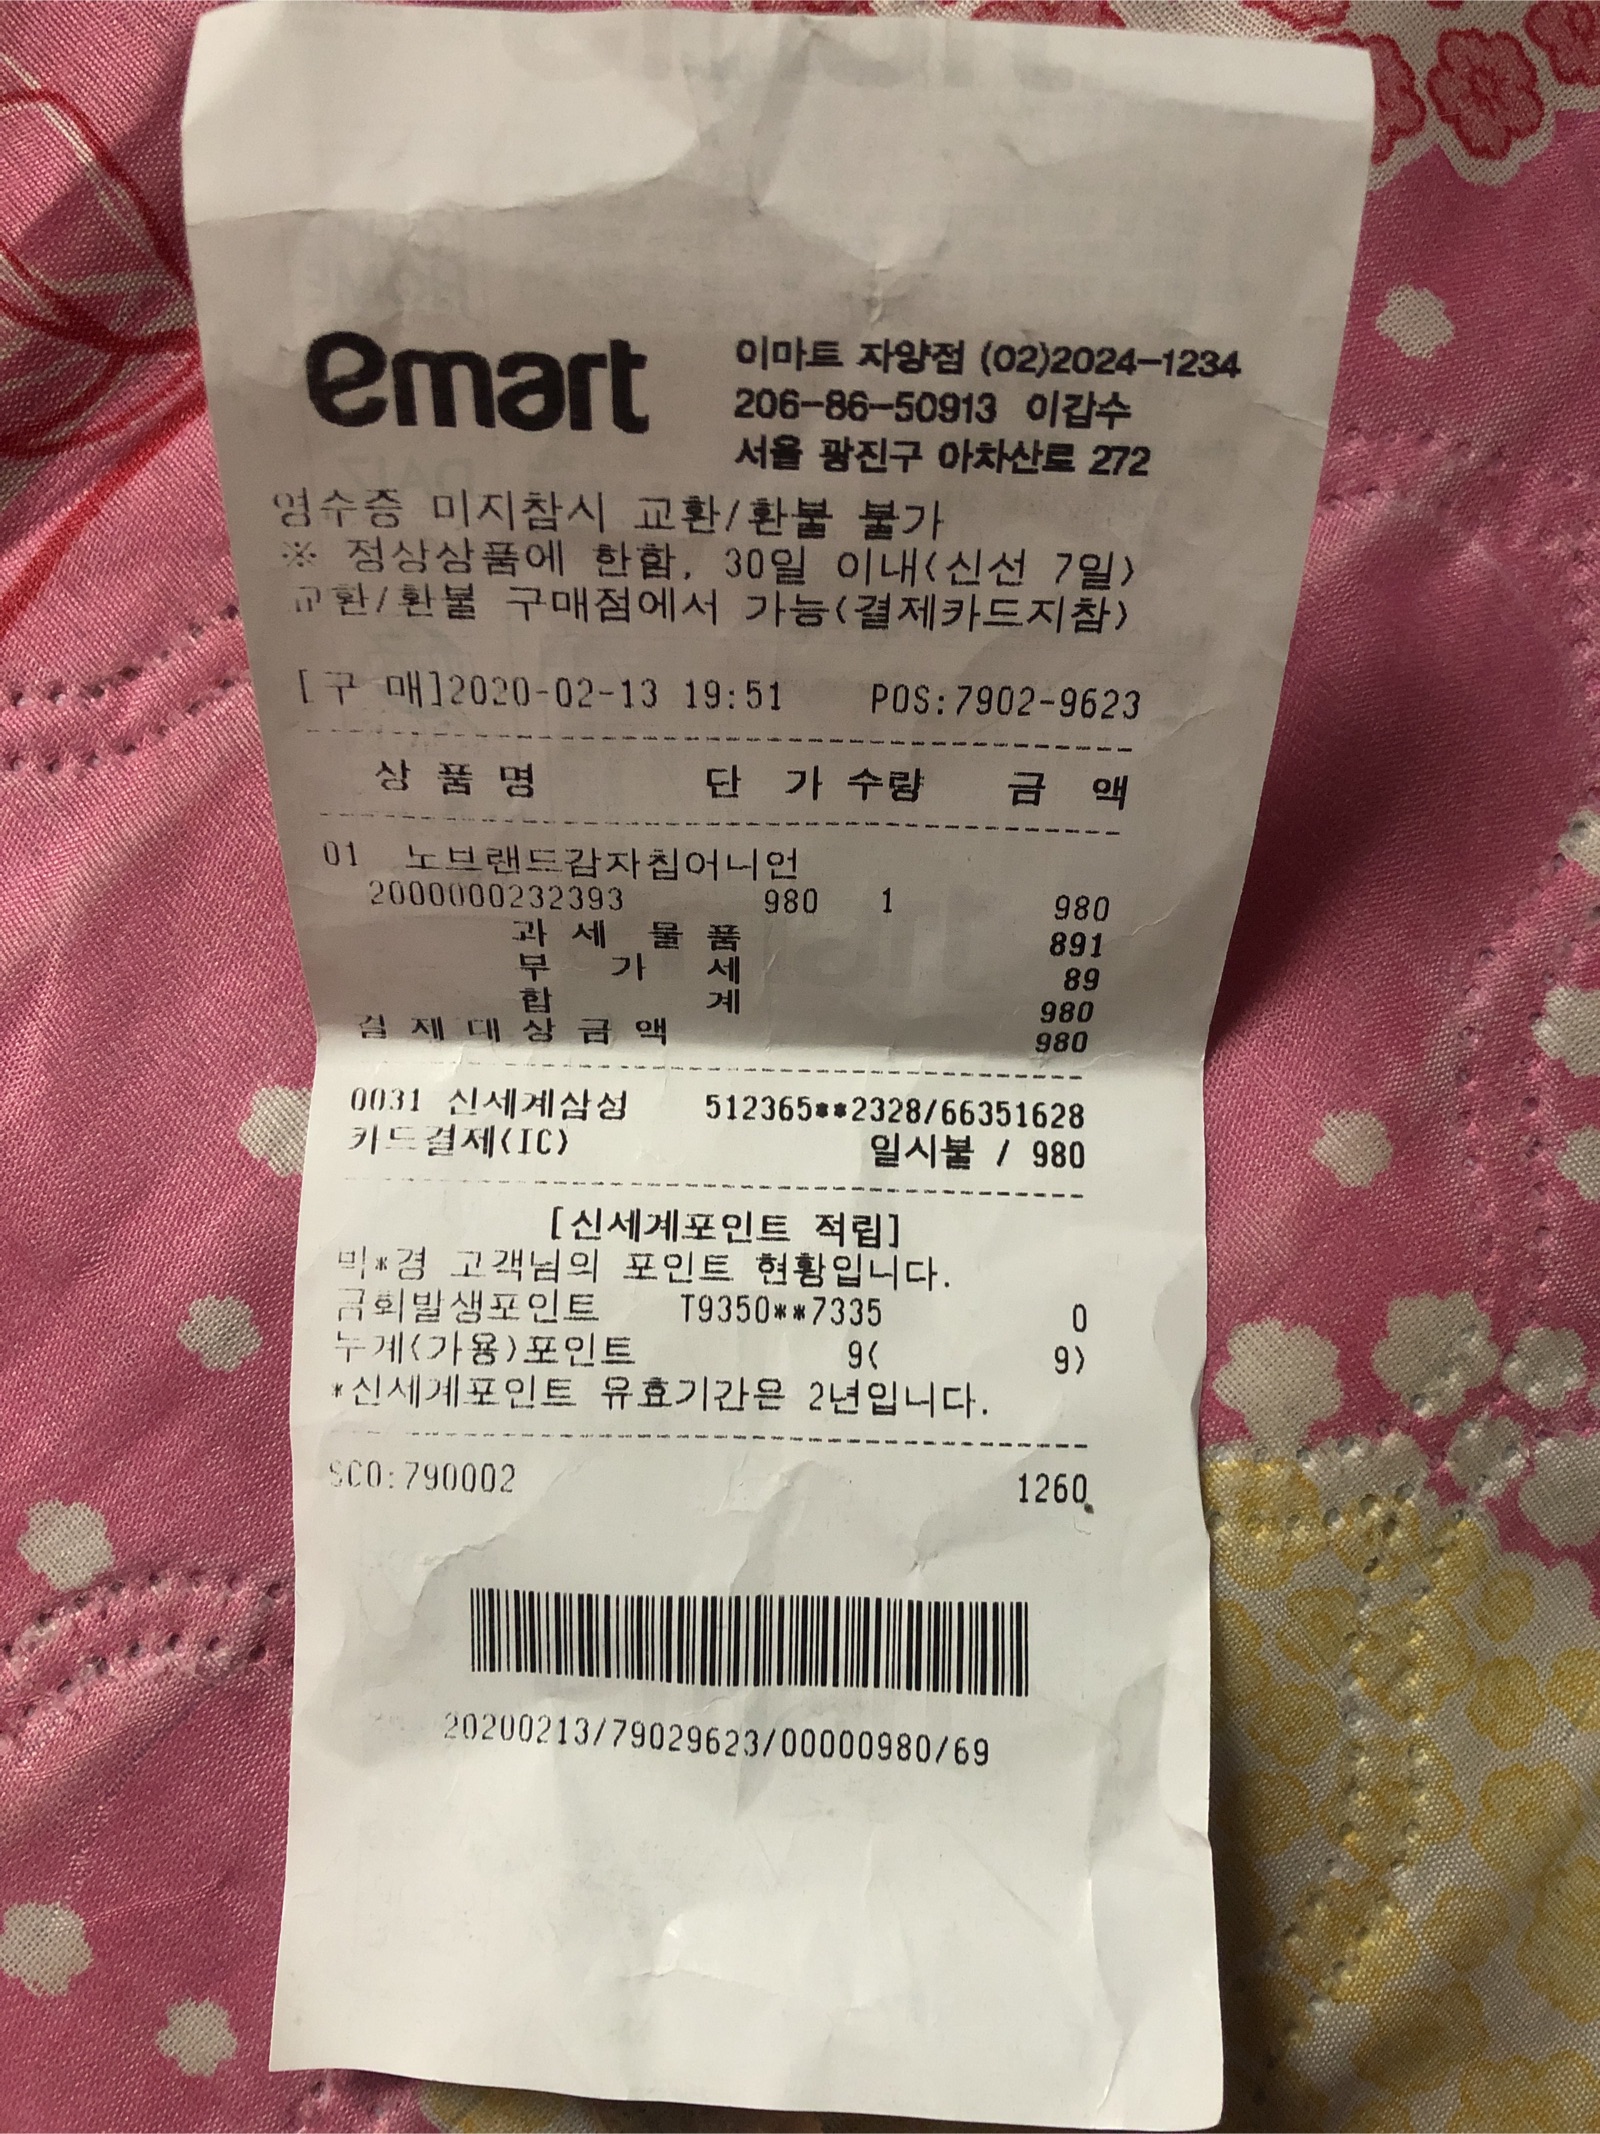 emart
이마트 자양점 (02)2024-1234
206-86-50913 이갑수
서울 광진구 아차산로 272
영수증 미지참시 교환/환불 불가
※ 정상상품에 한함, 30일 이내(신선 7일)
교환/환불 구매점에서 가능(결제카드지참)
[구 매]2020-02-13 19:51 POS:7902-9623
상 품 명 단 가 수량 금 액
01 노브랜드감자칩어니언
2000000232393 980 1 980
과 세 물 품 891
부 가 세 89
합 계 980
결 제 대 상 금 액 980
0031 신세계삼성 512365**2328/66351628
카드결제(IC) 일시불 / 980
[신세계포인트 적립]
박*경 고객님의 포인트 현황입니다.
금회발생포인트 T9350**7335 0
누계(가용)포인트 9( 9)
*신세계포인트 유효기간은 2년입니다.
SCO:790002 1260
20200213/79029623/00000980/69